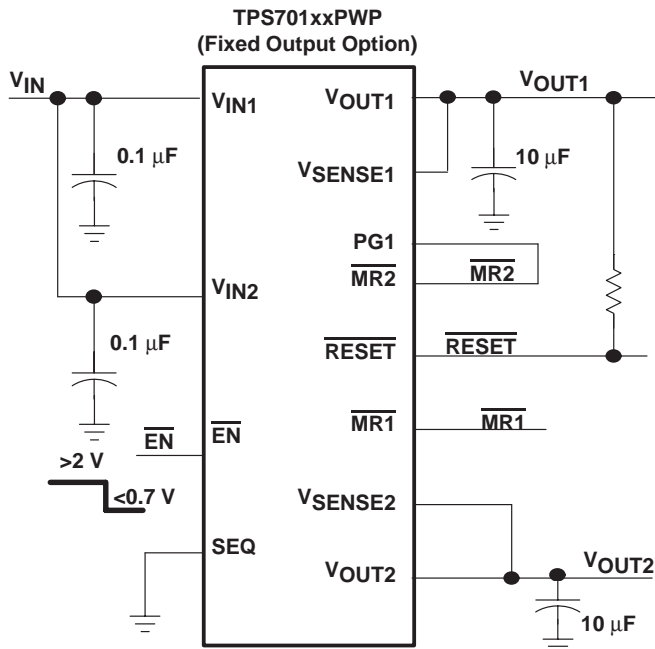 TPS701xxPWP
(Fixed Output Option)
VIN
VIN1
VOUT1
VOUT1
0.1 μF
10 μF
VSENSE1
PG1
MR2
MR2
VIN2
0.1 μF
RESET
RESET
EN
EN
MR1
MR1
>2 V
<0.7 V
VSENSE2
SEQ
VOUT2
VOUT2
10 μF